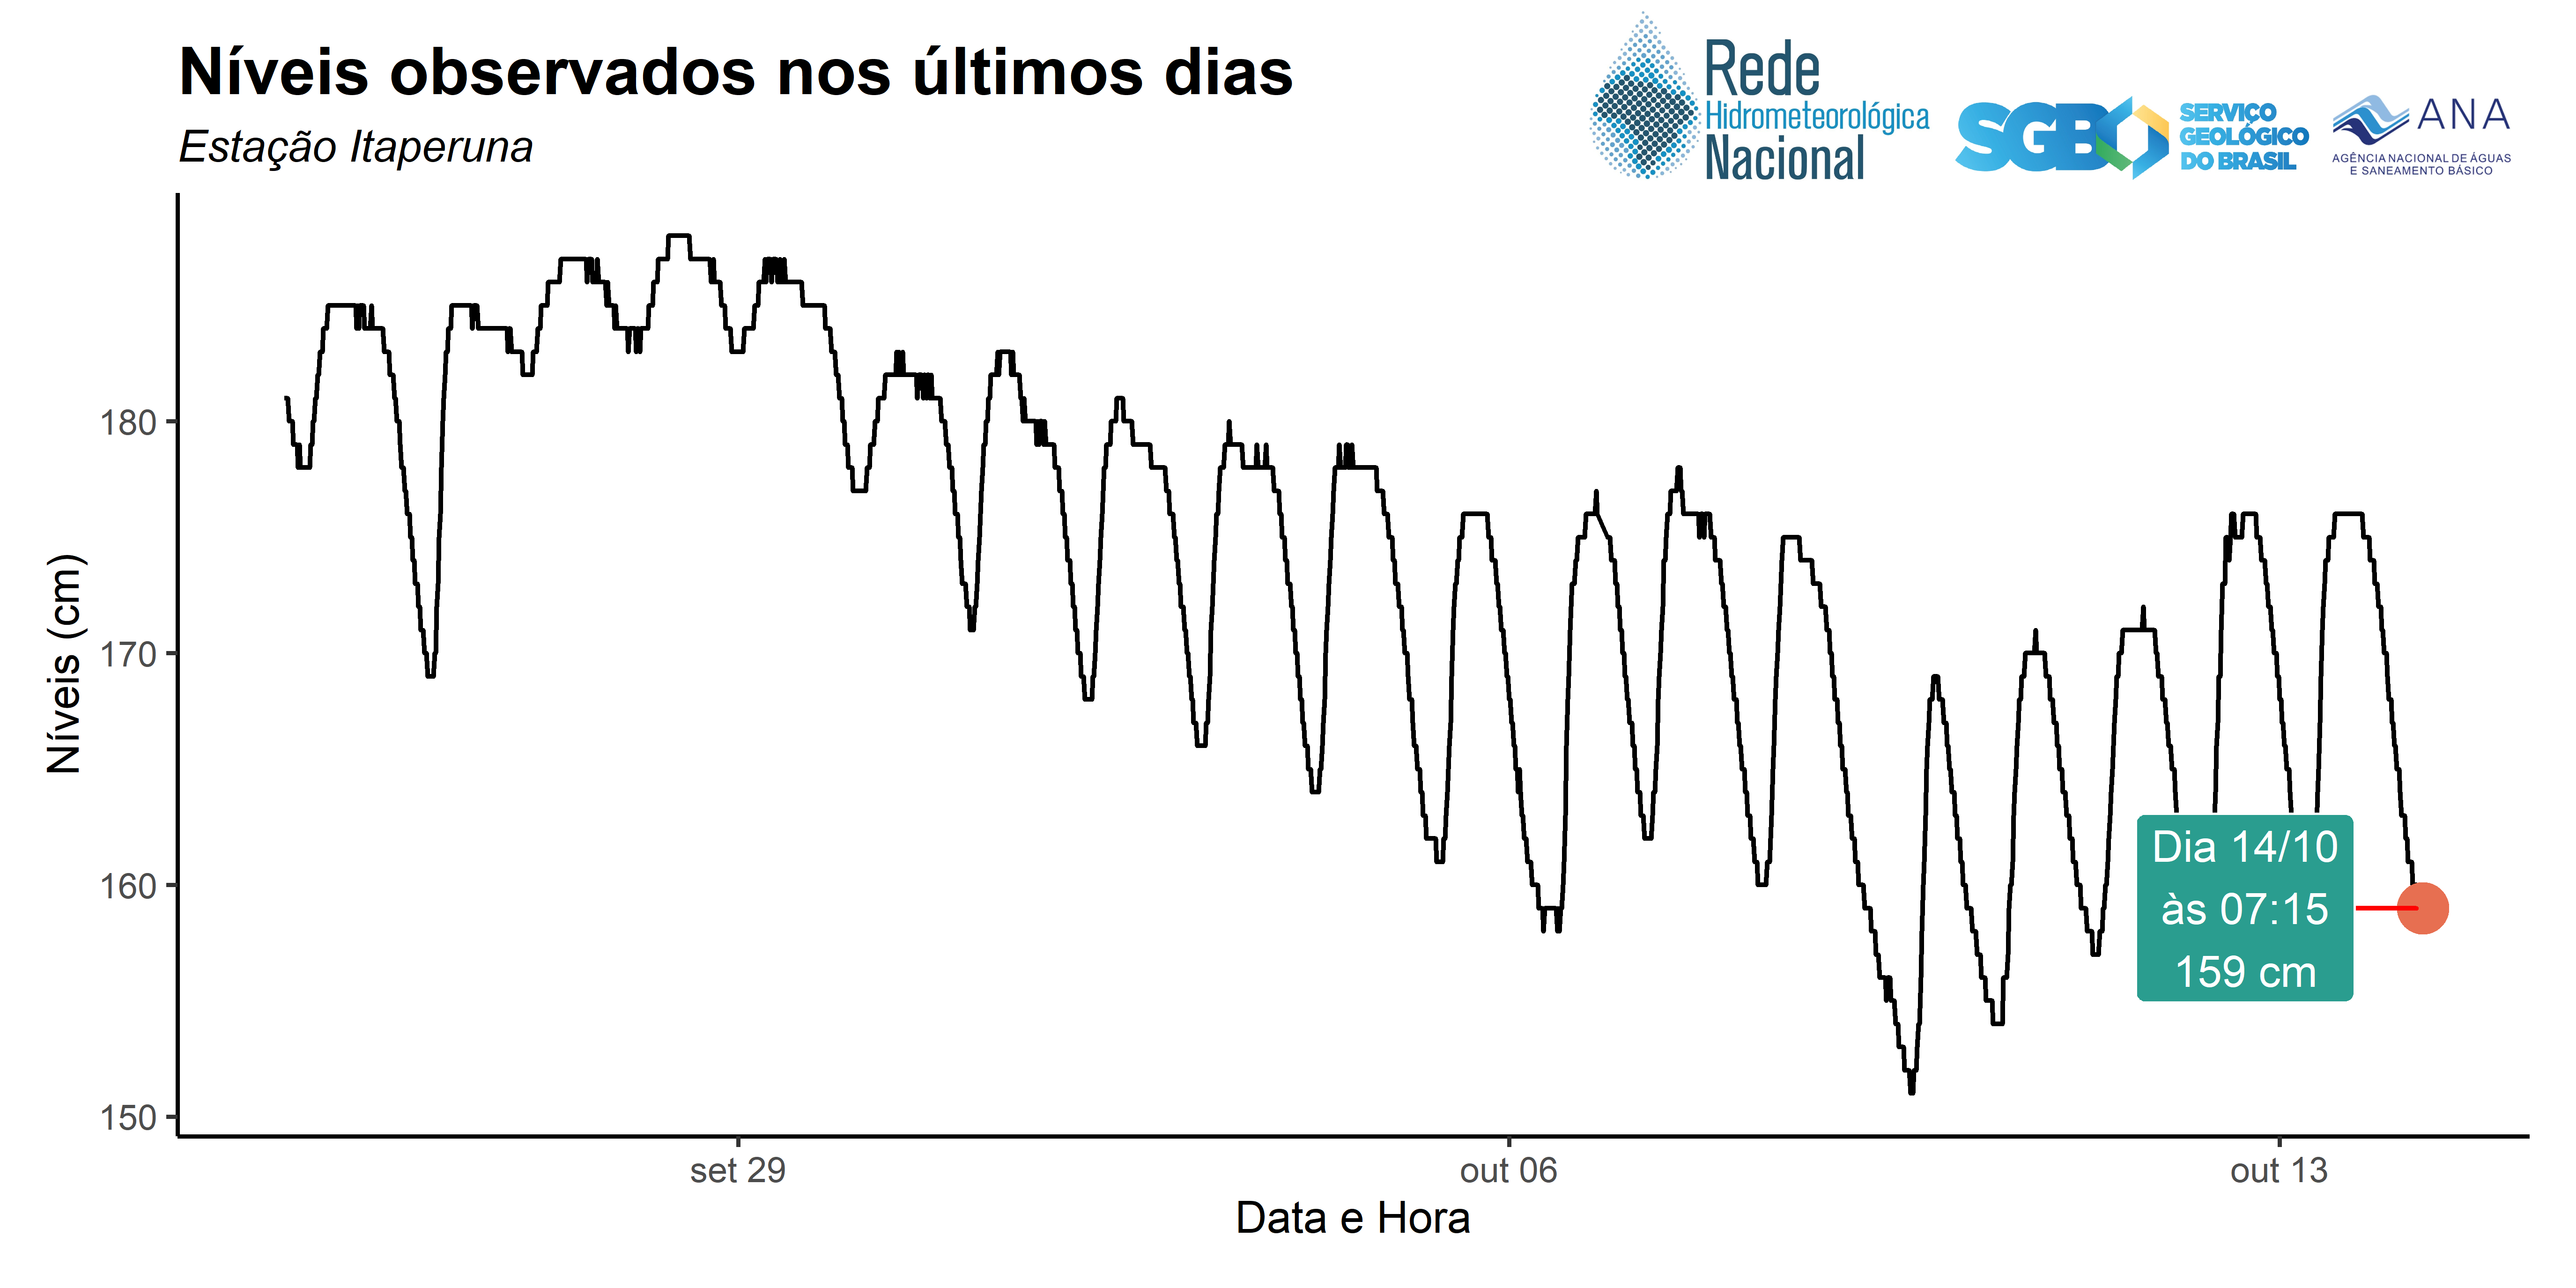 Níveis observados nos últimos dias
Estação Itaperuna
Rede
Hidrometeorológica
Nacional
SGB
SERVIÇO
GEOLÓGICO
DO BRASIL
ANA
AGÊNCIA NACIONAL DE ÁGUAS
E SANEAMENTO BÁSICO
Níveis (cm)
180
170
160
150
Dia 14/10
às 07:15
159 cm
set 29
out 06
out 13
Data e Hora